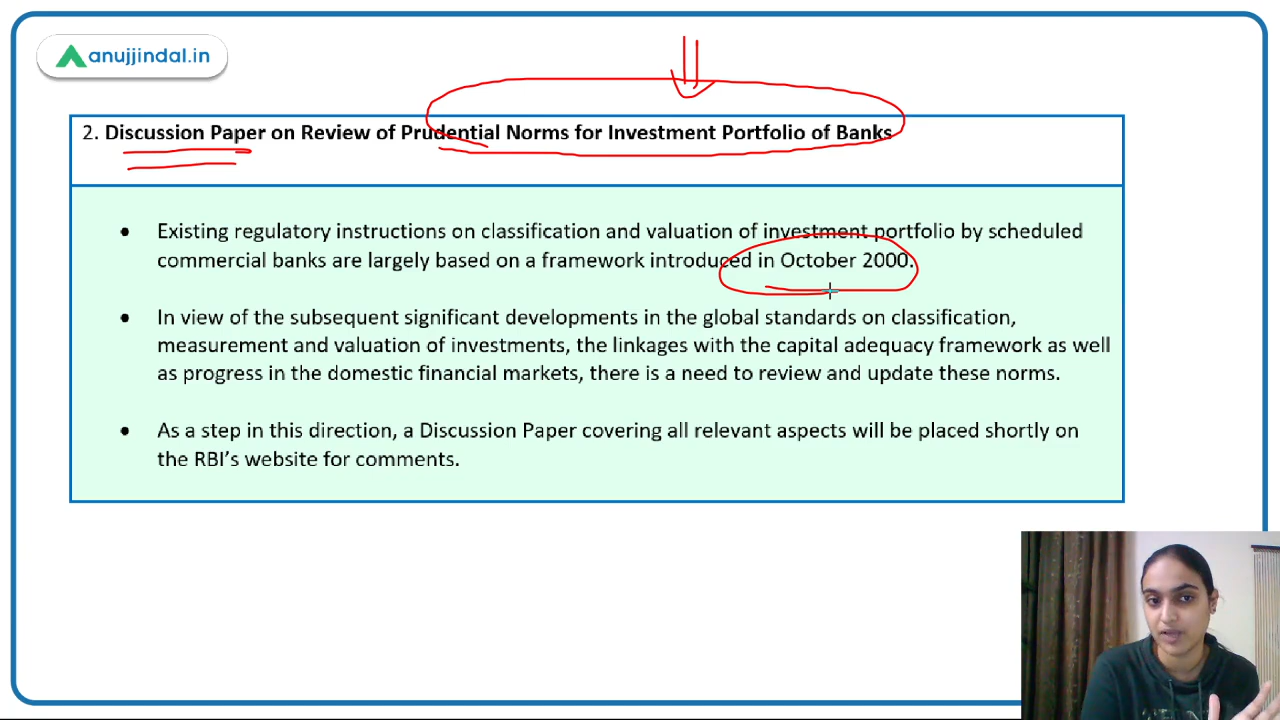 anujjindal.in
2. Discussion Paper on Review of Prudential Norms for Investment Portfolio of Banks
• Existing regulatory instructions on classification and valuation of investment portfolio by scheduled
commercial banks are largely based on a framework introduced in October 2000.
• In view of the subsequent significant developments in the global standards on classification,
measurement and valuation of investments, the linkages with the capital adequacy framework as well
as progress in the domestic financial markets, there is a need to review and update these norms.
• As a step in this direction, a Discussion Paper covering all relevant aspects will be placed shortly on
the RBI’s website for comments.